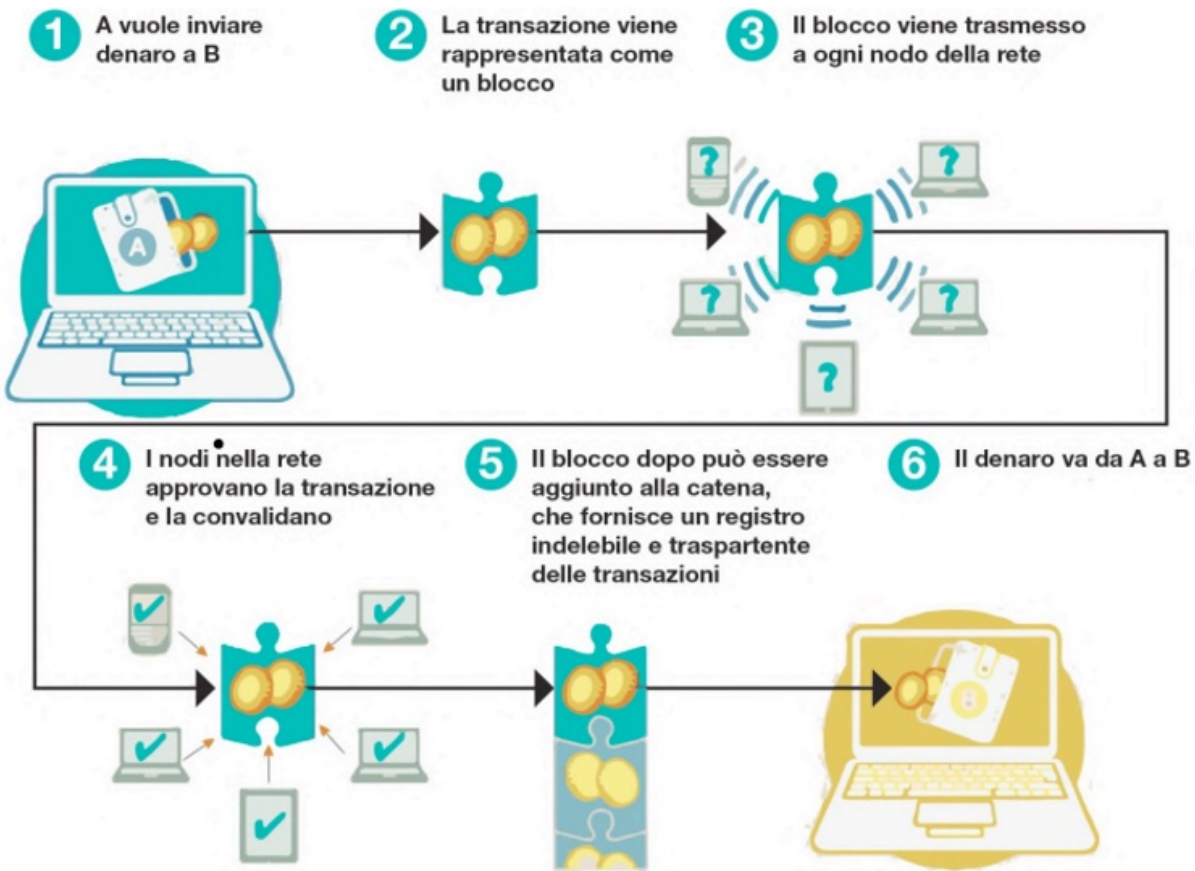 1 A vuole inviare
denaro a B
2 La transazione viene
rappresentata come
un blocco
3 Il blocco viene trasmesso
a ogni nodo della rete
A
?
?
?
?
?
4 I nodi nella rete
approvano la transazione
e la convalidano
5 Il blocco dopo può essere
aggiunto alla catena,
che fornisce un registro
indelebile e traspartente
delle transazioni
6 Il denaro va da A a B
B